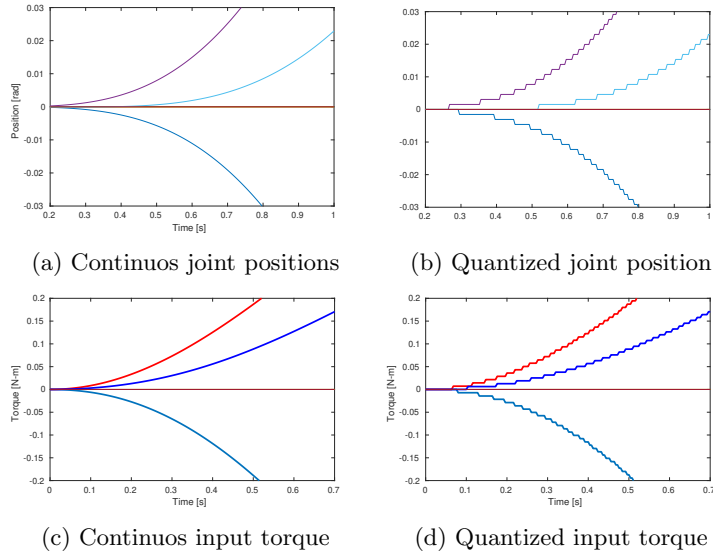 0.03
0.02
0.01
0
-0.01
-0.02
-0.03
Position [rad]
0.2 0.3 0.4 0.5 0.6 0.7 0.8 0.9 1
Time [s]
(a) Continuos joint positions
0.03
0.02
0.01
0
-0.01
-0.02
-0.03
0.2 0.3 0.4 0.5 0.6 0.7 0.8 0.9 1
(b) Quantized joint position
0.2
0.15
0.1
0.05
0
-0.05
-0.1
-0.15
-0.2
Torque [N-m]
0 0.1 0.2 0.3 0.4 0.5 0.6 0.7
Time [s]
(c) Continuos input torque
0.2
0.15
0.1
0.05
0
-0.05
-0.1
-0.15
-0.2
Torque [N-m]
0 0.1 0.2 0.3 0.4 0.5 0.6 0.7
Time [s]
(d) Quantized input torque